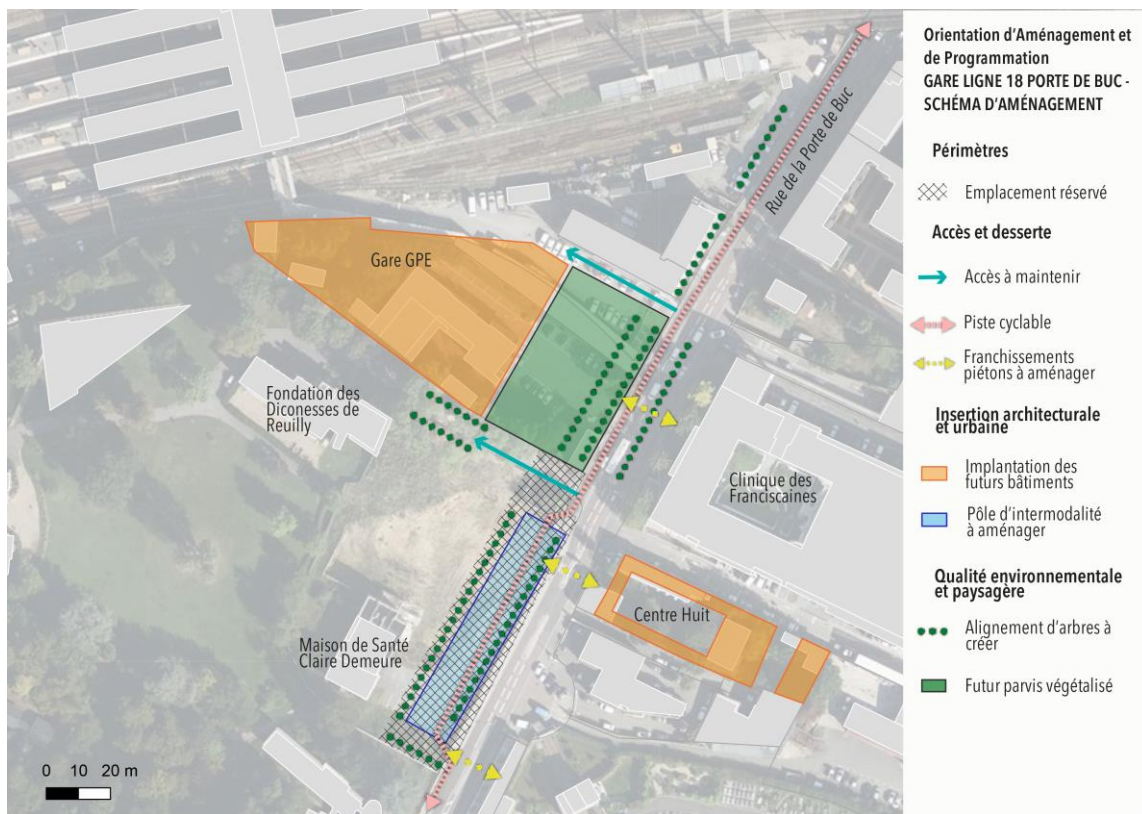 Orientation d'Aménagement et
de Programmation
GARE LIGNE 18 PORTE DE BUC -
SCHÉMA D'AMÉNAGEMENT
Périmètres
Emplacement réservé
Accès et desserte
Accès à maintenir
Piste cyclable
Franchissements
piétons à aménager
Insertion architecturale
et urbaine
Implantation des
futurs bâtiments
Pôle d'intermodalité
à aménager
Qualité environnementale
et paysagère
Alignement d'arbres à
créer
Futur parvis végétalisé
Rue de la Porte de Buc
Gare GPE
Fondation des
Diconesses de
Reuilly
Clinique des
Franciscaines
Centre Huit
Maison de Santé
Claire Demeure
0 10 20 m